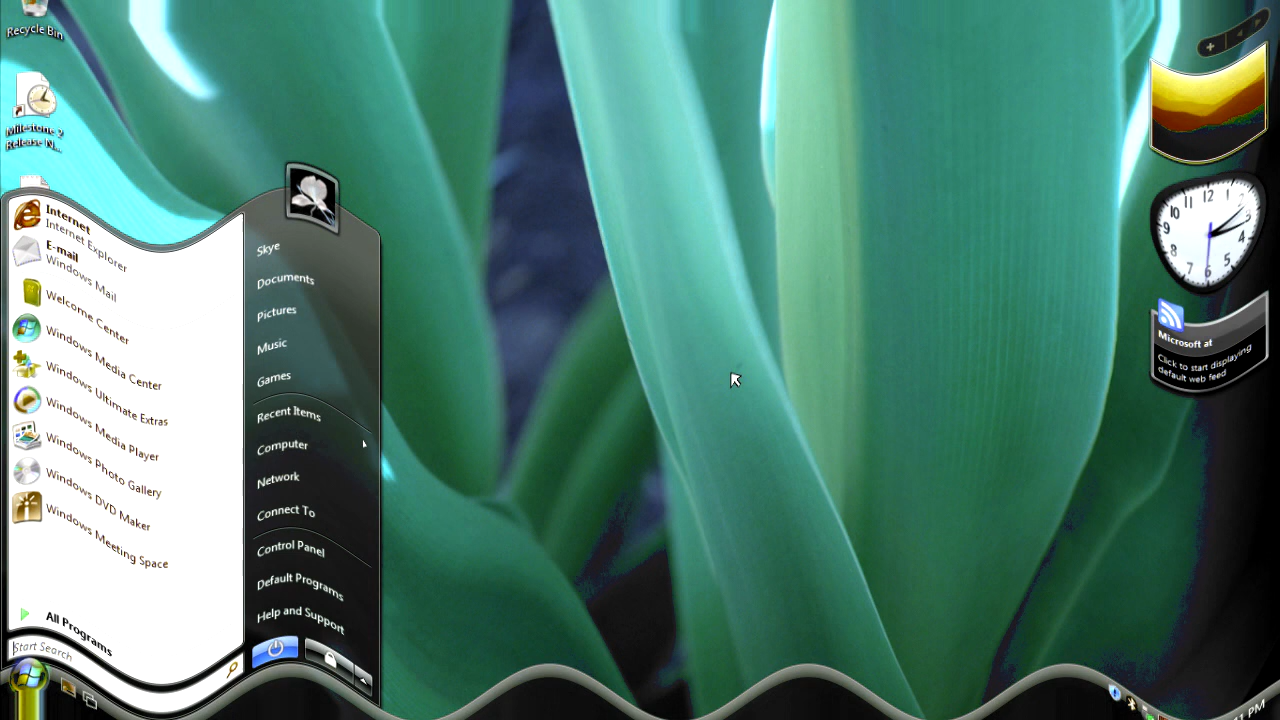 Recycle Bin
Milestone 2
Release N...
Internet
Internet Explorer
E-mail
Windows Mail
Welcome Center
Windows Media Center
Windows Ultimate Extras
Windows Media Player
Windows Photo Gallery
Windows DVD Maker
Windows Meeting Space
All Programs
Start Search
Skye
Documents
Pictures
Music
Games
Recent Items
Computer
Network
Connect To
Control Panel
Default Programs
Help and Support
12
1
2
3
4
5
6
7
8
9
10
11
Microsoft at
Click to start displaying
default web feed
PM